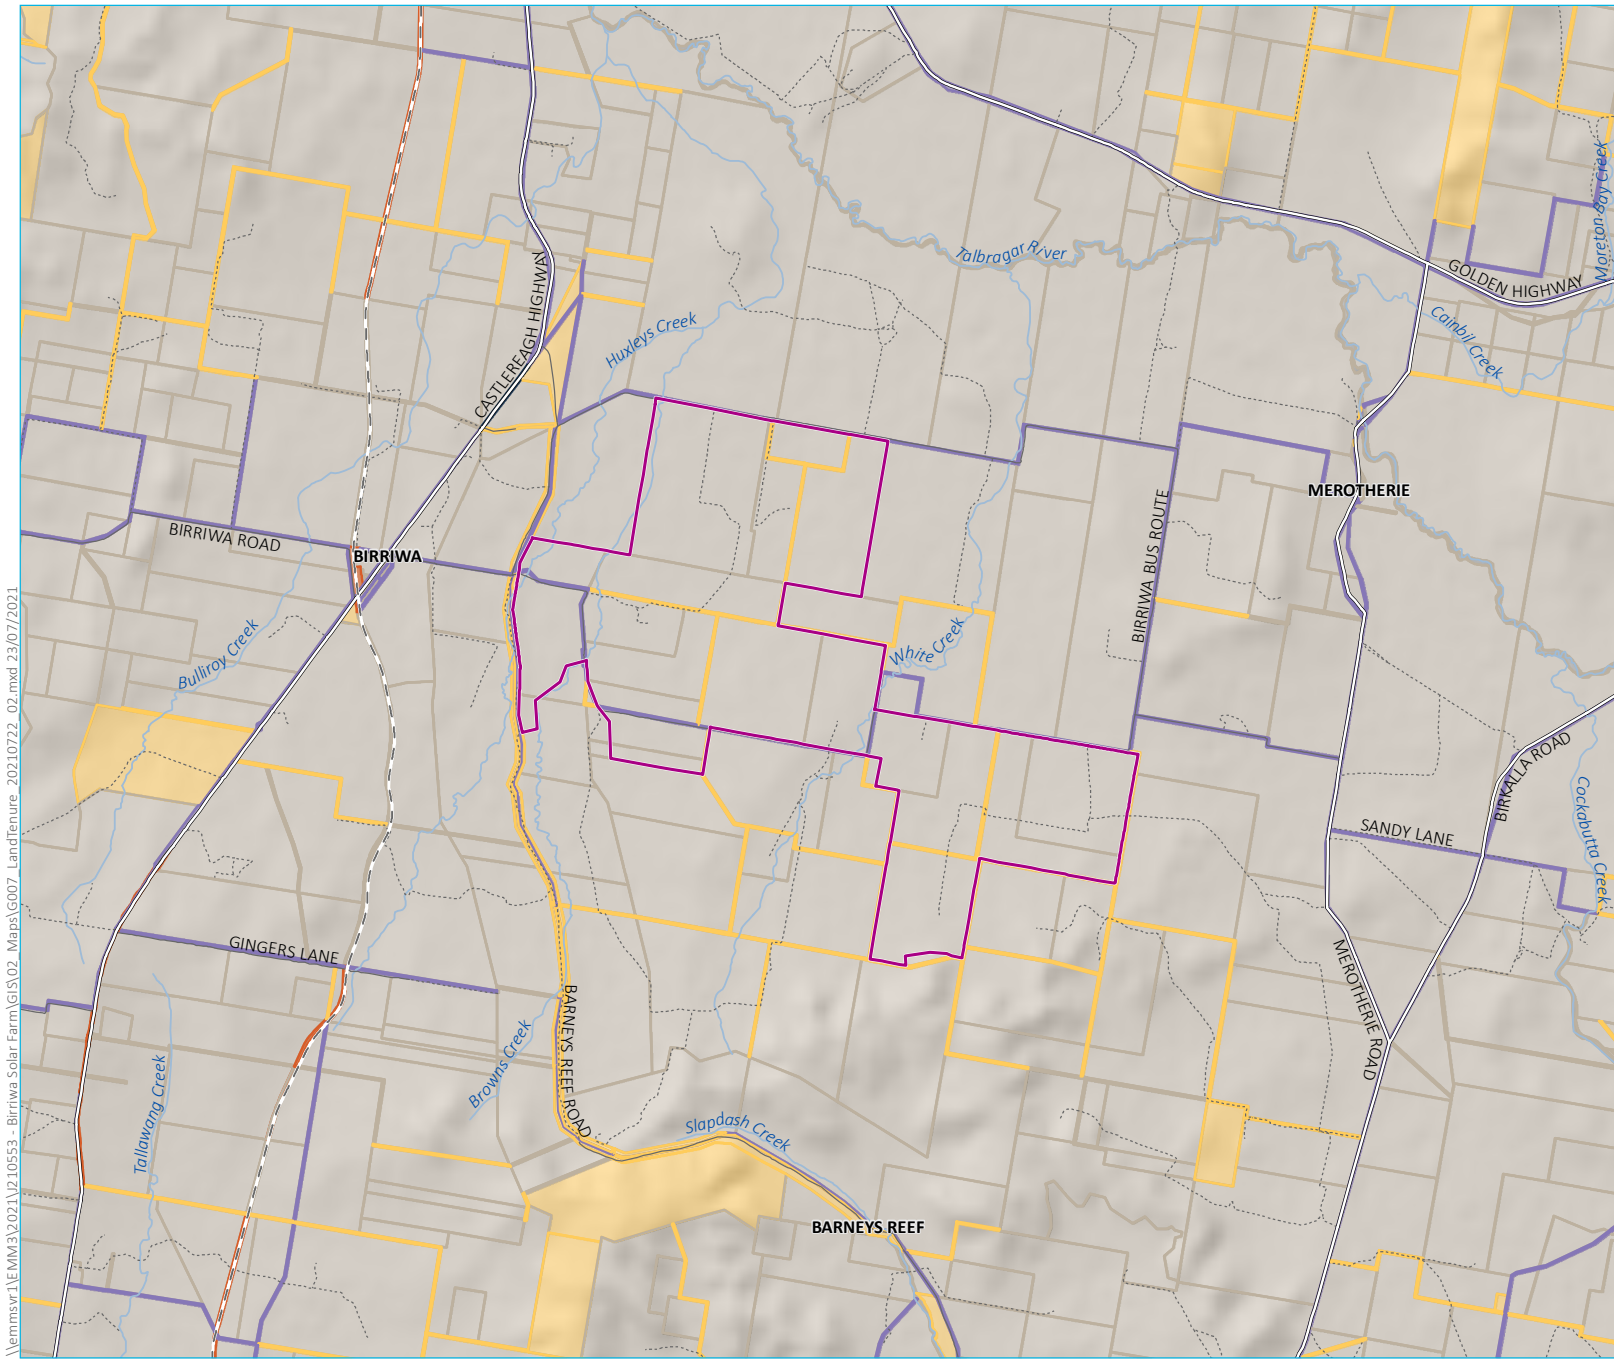 Moreton Bay Creek
Talbragar River
GOLDEN HIGHWAY
CASTLEREAGH HIGHWAY
Huxleys Creek
Cainbil Creek
MEROTHERIE
BIRRIWA ROAD
BIRRIWA
BIRRIWA BUS ROUTE
White Creek
Bulliroy Creek
BIRKALLA ROAD
SANDY LANE
Cockabutta Creek
GINGERS LANE
MEROTHERIE ROAD
BARNEYS REEF ROAD
Browns Creek
Tallawang Creek
Slapdash Creek
BARNEYS REEF
\\emmsvr1\EMM3\2021\J210553 - Birriwa Solar Farm\GIS\02_Maps\G007_LandTenure_20210722_02.mxd 23/07/2021